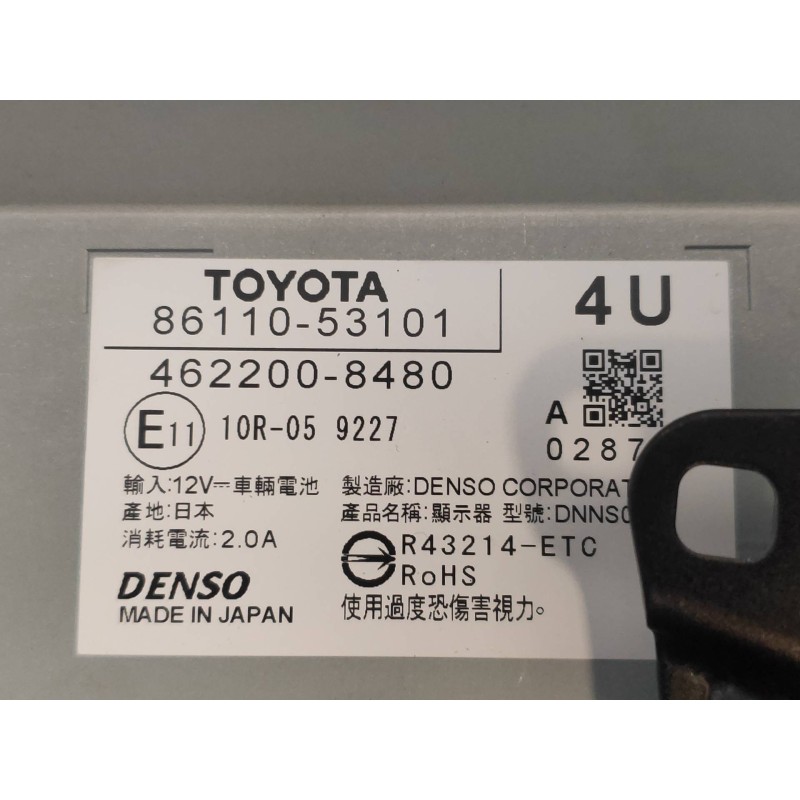 TOYOTA
86110-53101
4U
462200-8480
A
0287
E11 10R-05 9227
輸入:12V⎓車輛電池
產地:日本
消耗電流:2.0A
製造廠:DENSO
產品名稱:顯示器 型號:
R43214-ETC
RoHS
使用過度恐傷害視力。
DENSO
MADE IN JAPAN